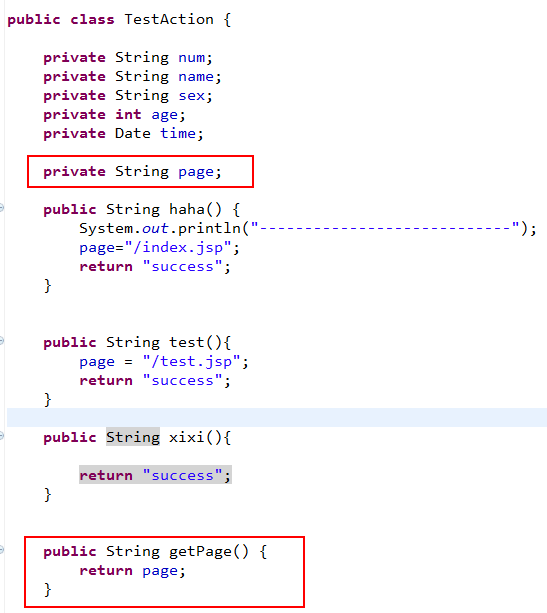 public class TestAction {
private String num;
private String name;
private String sex;
private int age;
private Date time;
private String page;
public String haha() {
System.out.println("----------------------------");
page="/index.jsp";
return "success";
}
public String test(){
page = "/test.jsp";
return "success";
}
public String xixi(){
return "success";
}
public String getPage() {
return page;
}